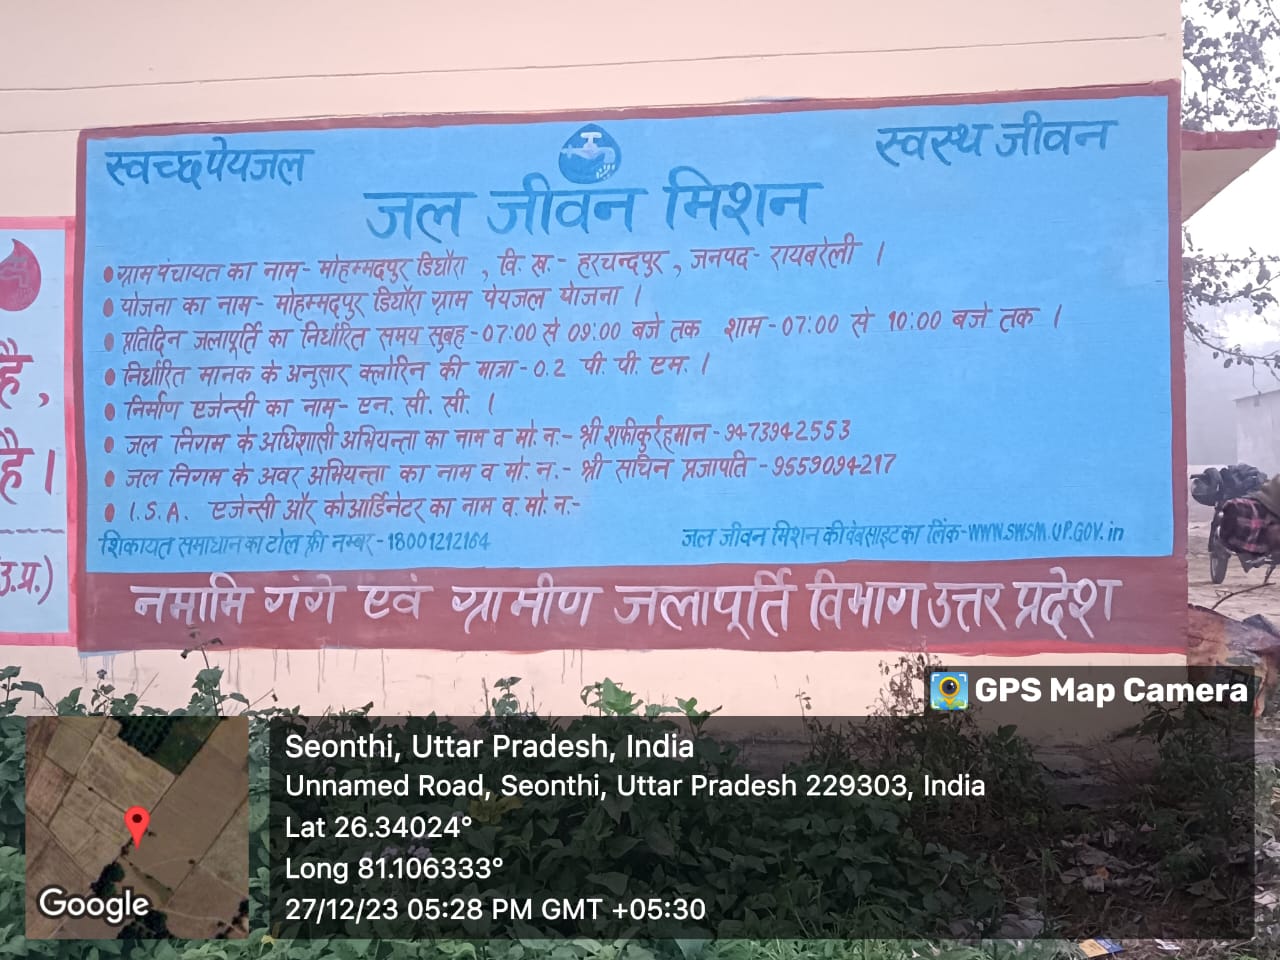 स्वच्छ पेयजल
स्वस्थ जीवन
जल जीवन मिशन
• ग्राम पंचायत का नाम- मोहम्मदपुर डिघौरा , वि. ख.- हरचन्दपुर , जनपद- रायबरेली ।
• योजना का नाम- मोहम्मदपुर डिघौरा ग्राम पेयजल योजना ।
• प्रतिदिन जलापूर्ति का निर्धारित समय सुबह-07:00 से 09:00 बजे तक शाम-07:00 से 10:00 बजे तक ।
• निर्धारित मानक के अनुसार क्लोरिन की मात्रा-0.2 पी. पी. एम. ।
• निर्माण एजेन्सी का नाम- एन. सी. सी. ।
• जल निगम के अधिशाली अभियन्ता का नाम व मो. न.- श्री शफीकुर्रहमान-9473942553
• जल निगम के अवर अभियन्ता का नाम व मो. न.- श्री सचिन प्रजापति -9559094217
• I.S.A. एजेन्सी और कोआर्डिनेटर का नाम व. मो. न.-
शिकायत समाधान का टोल फ्री नम्बर-18001212164
जल जीवन मिशन की वेबसाइट का लिंक-WWW.SWSM.UP.GOV.in
नमामि गंगे एवं ग्रामीण जलापूर्ति विभाग उत्तर प्रदेश
है ,
है ।
उ.प्र.)
GPS Map Camera
Seonthi, Uttar Pradesh, India
Unnamed Road, Seonthi, Uttar Pradesh 229303, India
Lat 26.34024°
Long 81.106333°
27/12/23 05:28 PM GMT +05:30
Google